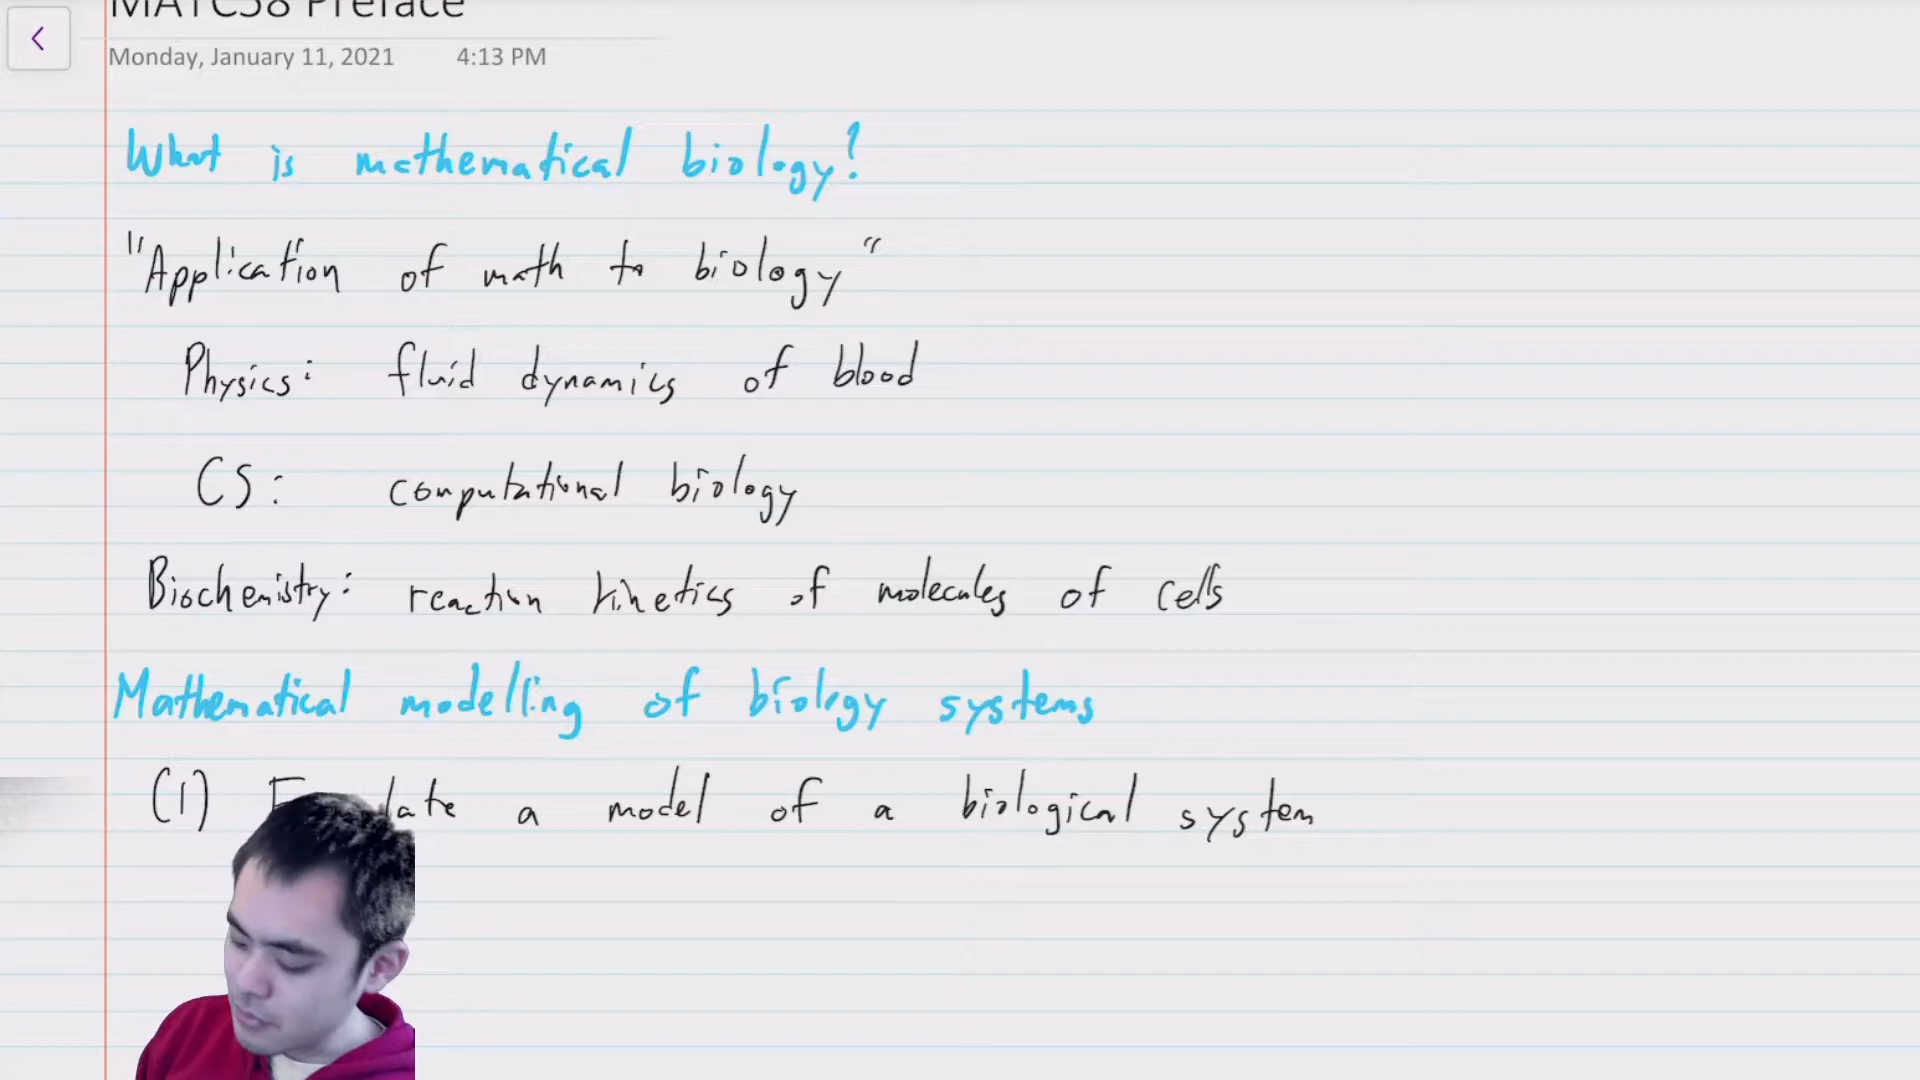 MATC58 Preface
Monday, January 11, 2021 4:13 PM
What is mathematical biology?
"Application of math to biology"
Physics: fluid dynamics of blood
CS: computational biology
Biochemistry: reaction kinetics of molecules of cells
Mathematical modelling of biology systems
(1) a model of a biological system